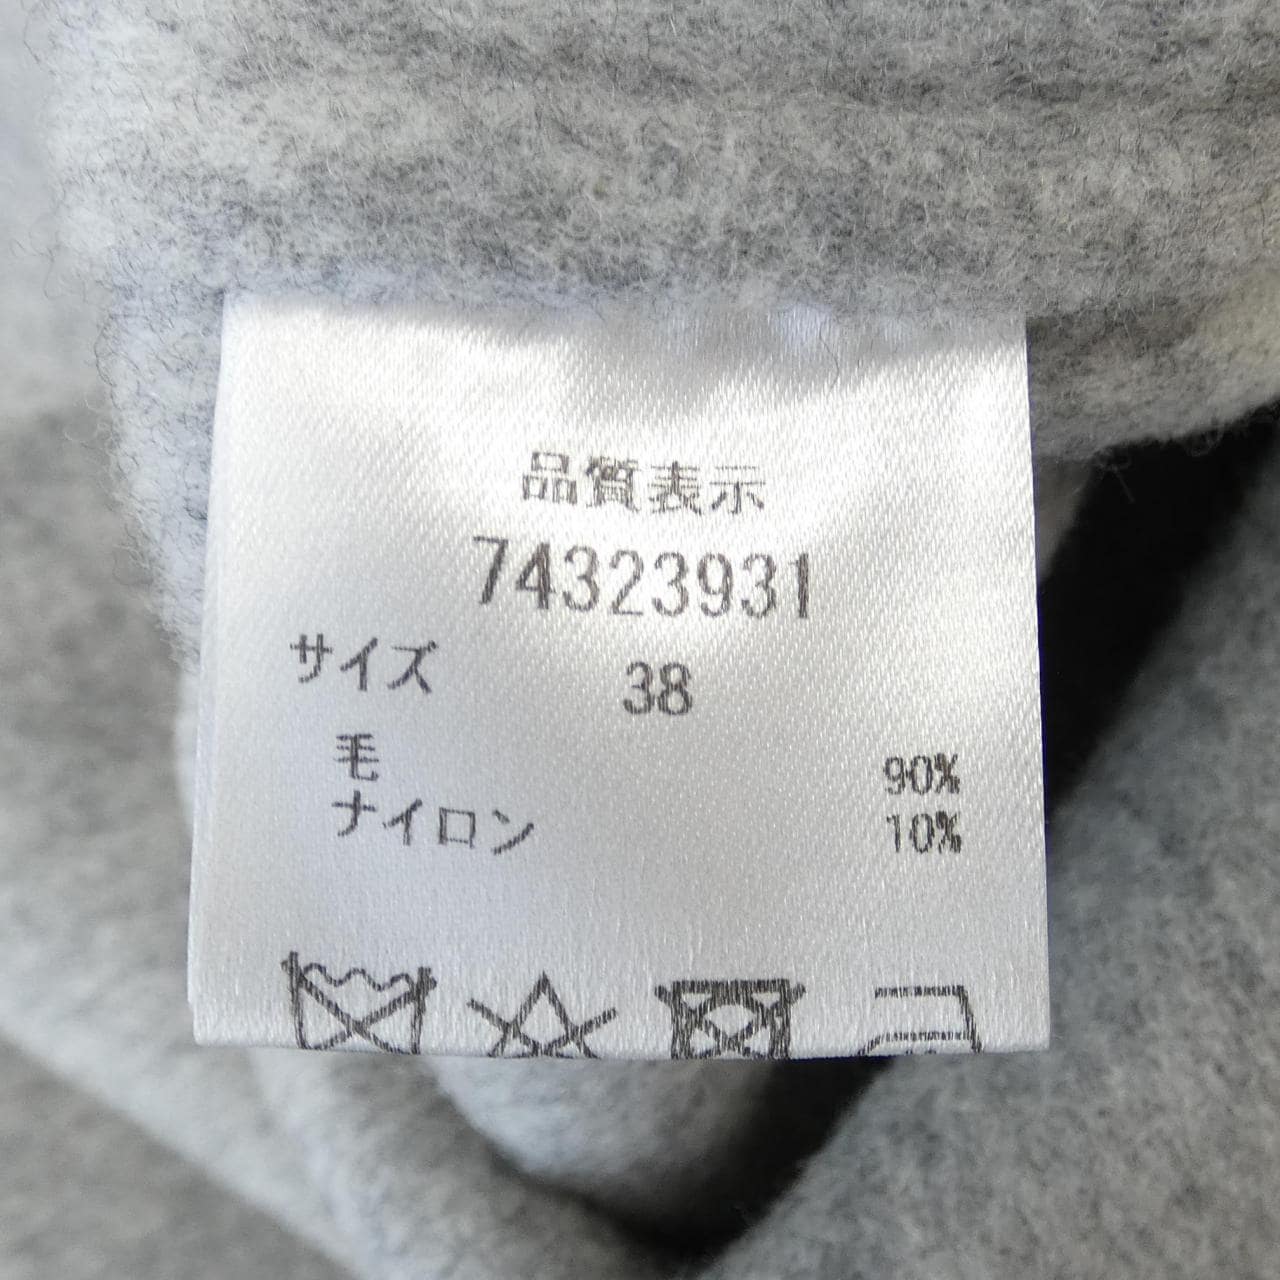 品質表示
74323931
サイズ 38
毛 90%
ナイロン 10%